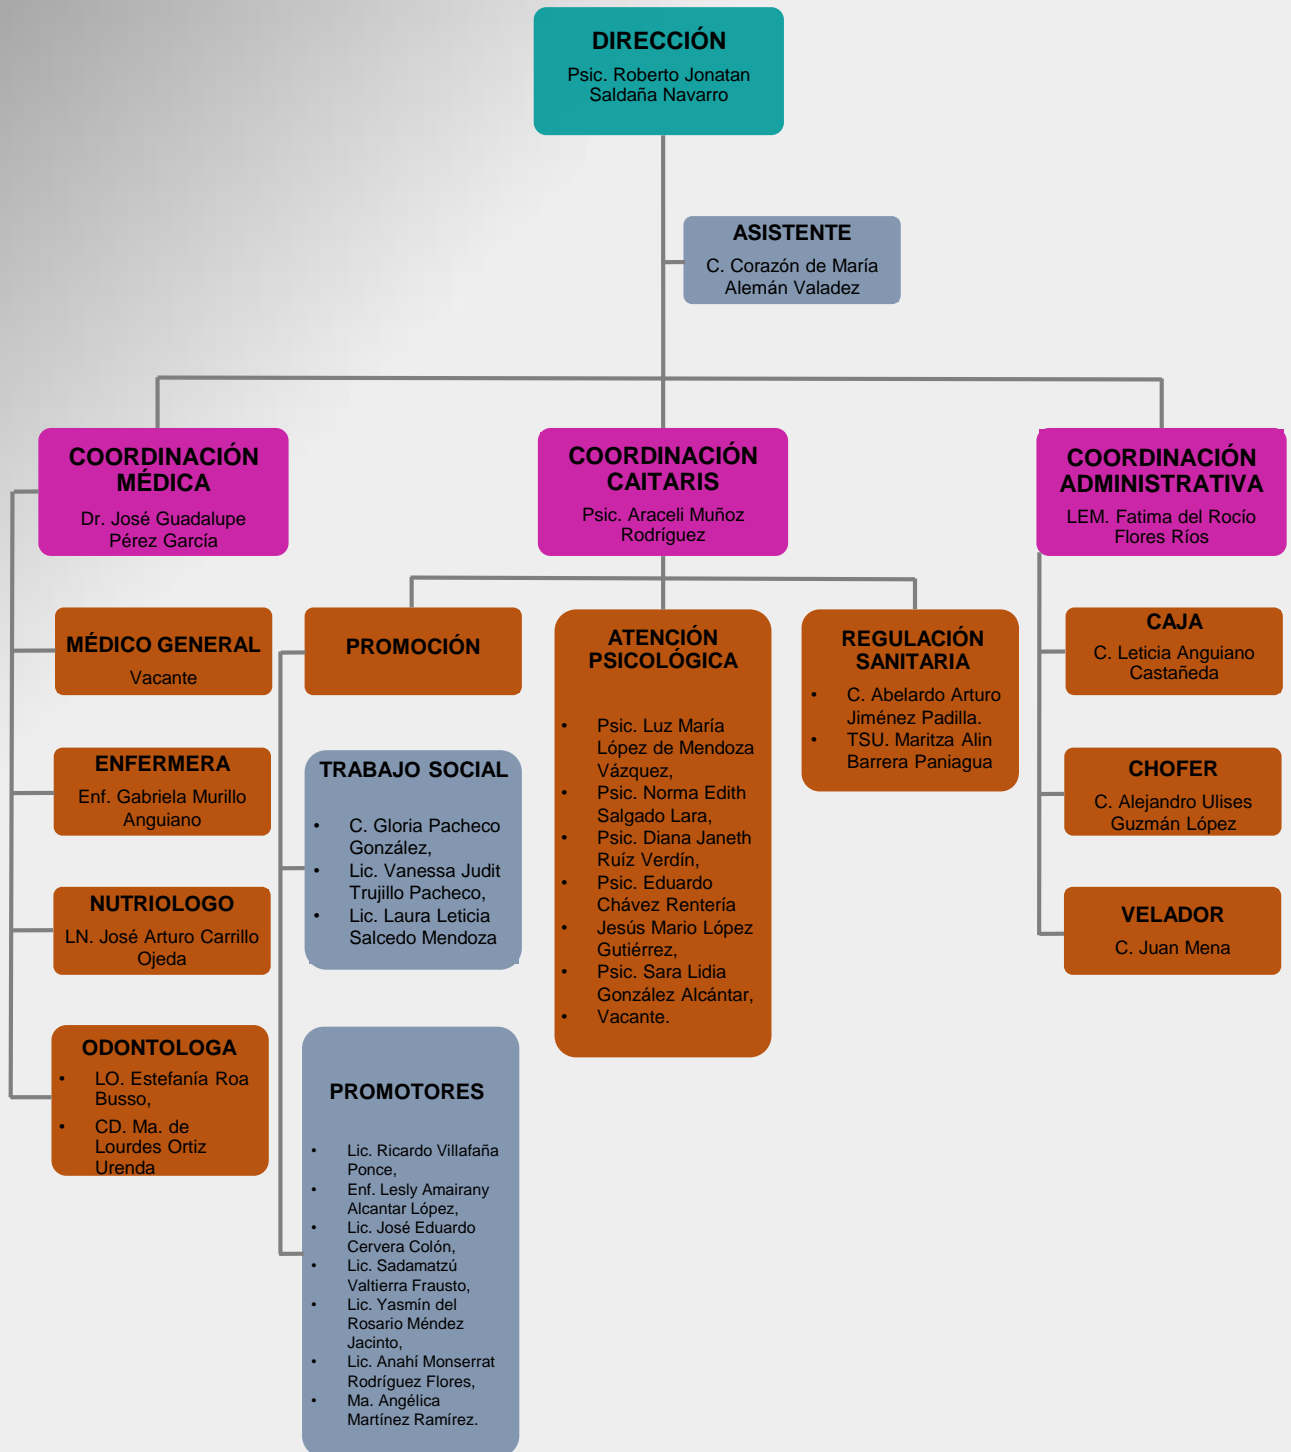 DIRECCIÓN
Psic. Roberto Jonatan
Saldaña Navarro
ASISTENTE
C. Corazón de María
Alemán Valadez
COORDINACIÓN
MÉDICA
Dr. José Guadalupe
Pérez García
COORDINACIÓN
CAITARIS
Psic. Araceli Muñoz
Rodríguez
COORDINACIÓN
ADMINISTRATIVA
LEM. Fatima del Rocío
Flores Ríos
MÉDICO GENERAL
Vacante
ENFERMERA
Enf. Gabriela Murillo
Anguiano
NUTRIOLOGO
LN. José Arturo Carrillo
Ojeda
ODONTOLOGA
• LO. Estefanía Roa
Busso,
• CD. Ma. de
Lourdes Ortiz
Urenda
PROMOCIÓN
TRABAJO SOCIAL
• C. Gloria Pacheco
González,
• Lic. Vanessa Judit
Trujillo Pacheco,
• Lic. Laura Leticia
Salcedo Mendoza
PROMOTORES
• Lic. Ricardo Villafaña
Ponce,
• Enf. Lesly Amairany
Alcantar López,
• Lic. José Eduardo
Cervera Colón,
• Lic. Sadamatzú
Valtierra Frausto,
• Lic. Yasmín del
Rosario Méndez
Jacinto,
• Lic. Anahí Monserrat
Rodríguez Flores,
• Ma. Angélica
Martínez Ramírez.
ATENCIÓN
PSICOLÓGICA
• Psic. Luz María
López de Mendoza
Vázquez,
• Psic. Norma Edith
Salgado Lara,
• Psic. Diana Janeth
Ruíz Verdín,
• Psic. Eduardo
Chávez Rentería
• Jesús Mario López
Gutiérrez,
• Psic. Sara Lidia
González Alcántar,
• Vacante.
REGULACIÓN
SANITARIA
• C. Abelardo Arturo
Jiménez Padilla.
• TSU. Maritza Alin
Barrera Paniagua
CAJA
C. Leticia Anguiano
Castañeda
CHOFER
C. Alejandro Ulises
Guzmán López
VELADOR
C. Juan Mena